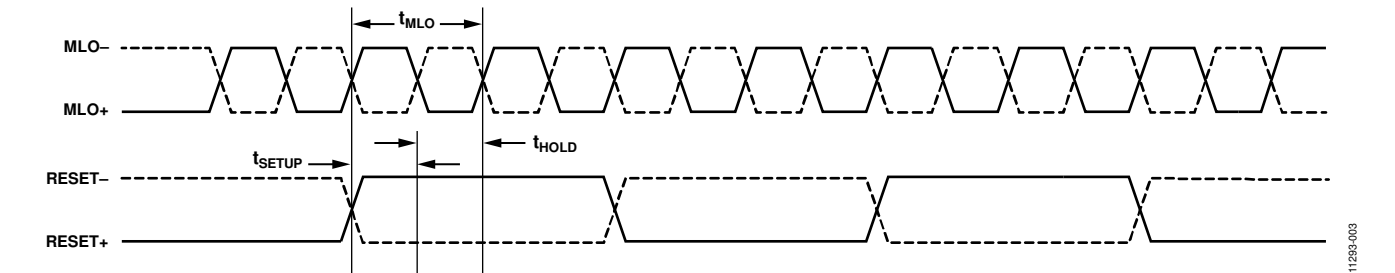 tMLO
MLO–
MLO+
tSETUP
tHOLD
RESET–
RESET+
11293-003